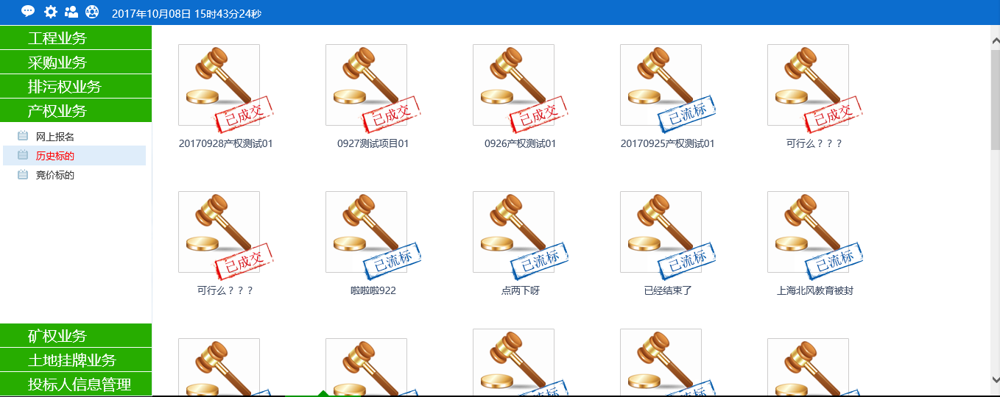 2017年10月08日 15时43分24秒
工程业务
采购业务
排污权业务
产权业务
网上报名
历史标的
竞价标的
矿权业务
土地挂牌业务
投标人信息管理
已成交
已成交
已成交
已流标
已成交
20170928产权测试01
0927测试项目01
0926产权测试01
20170925产权测试01
可行么？？？
已成交
已流标
已流标
已流标
已流标
可行么？？？
啦啦啦922
点两下呀
已经结束了
上海北风教育被封
流标
流标